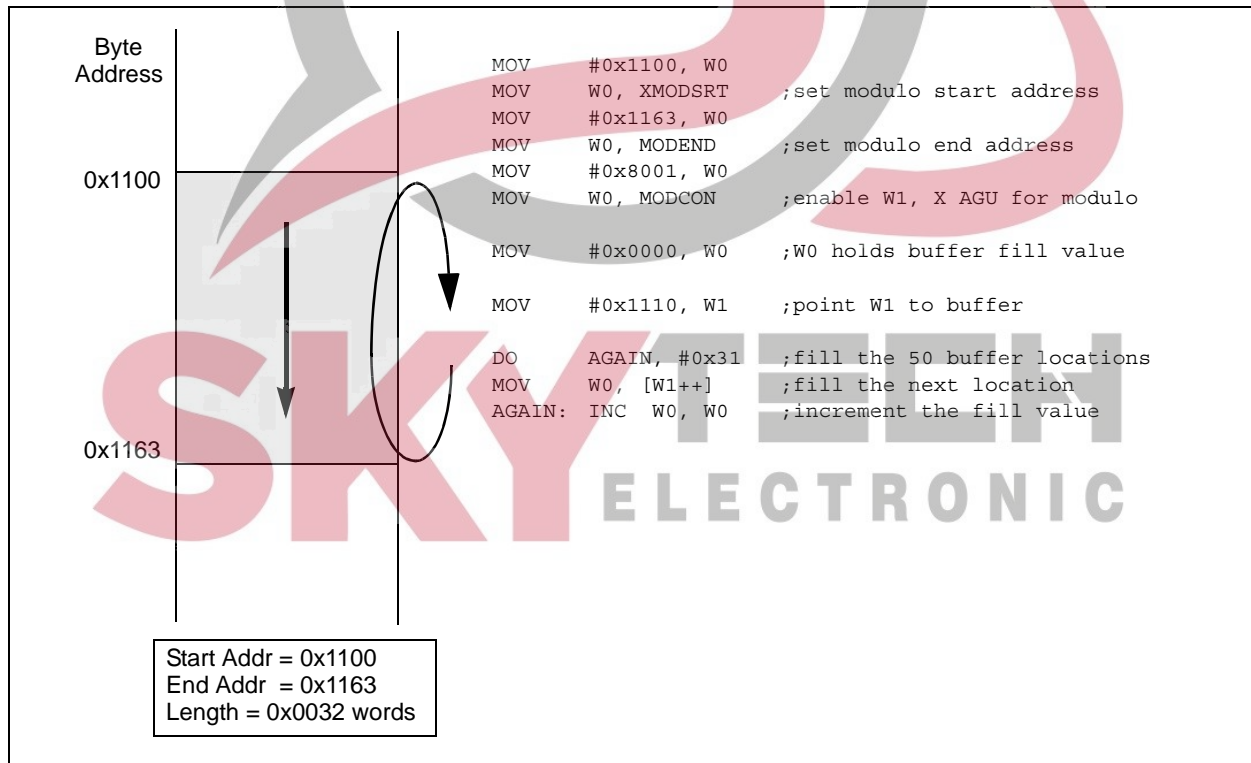 Byte
Address
0x1100
0x1163
MOV #0x1100, W0
MOV W0, XMODSRT ;set modulo start address
MOV #0x1163, W0
MOV W0, MODEND ;set modulo end address
MOV #0x8001, W0
MOV W0, MODCON ;enable W1, X AGU for modulo
MOV #0x0000, W0 ;W0 holds buffer fill value
MOV #0x1110, W1 ;point W1 to buffer
DO AGAIN, #0x31 ;fill the 50 buffer locations
MOV W0, [W1++] ;fill the next location
AGAIN: INC W0, W0 ;increment the fill value
SKYTECH
ELECTRONIC
Start Addr = 0x1100
End Addr = 0x1163
Length = 0x0032 words